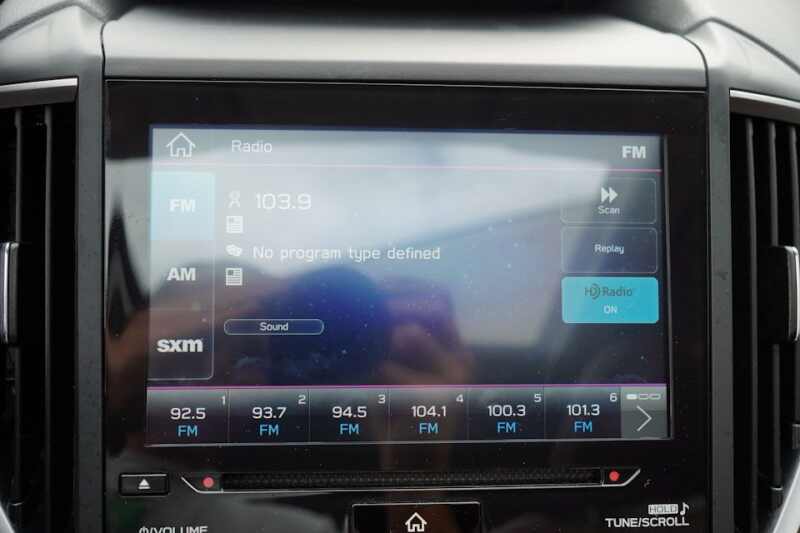 Radio
FM
FM
103.9
Scan
No program type defined
Replay
AM
HD Radio
ON
Sound
sxm
1 2 3 4 5 6
92.5 93.7 94.5 104.1 100.3 101.3
FM FM FM FM FM FM
HOLD
⏻/VOLUME
TUNE/SCROLL